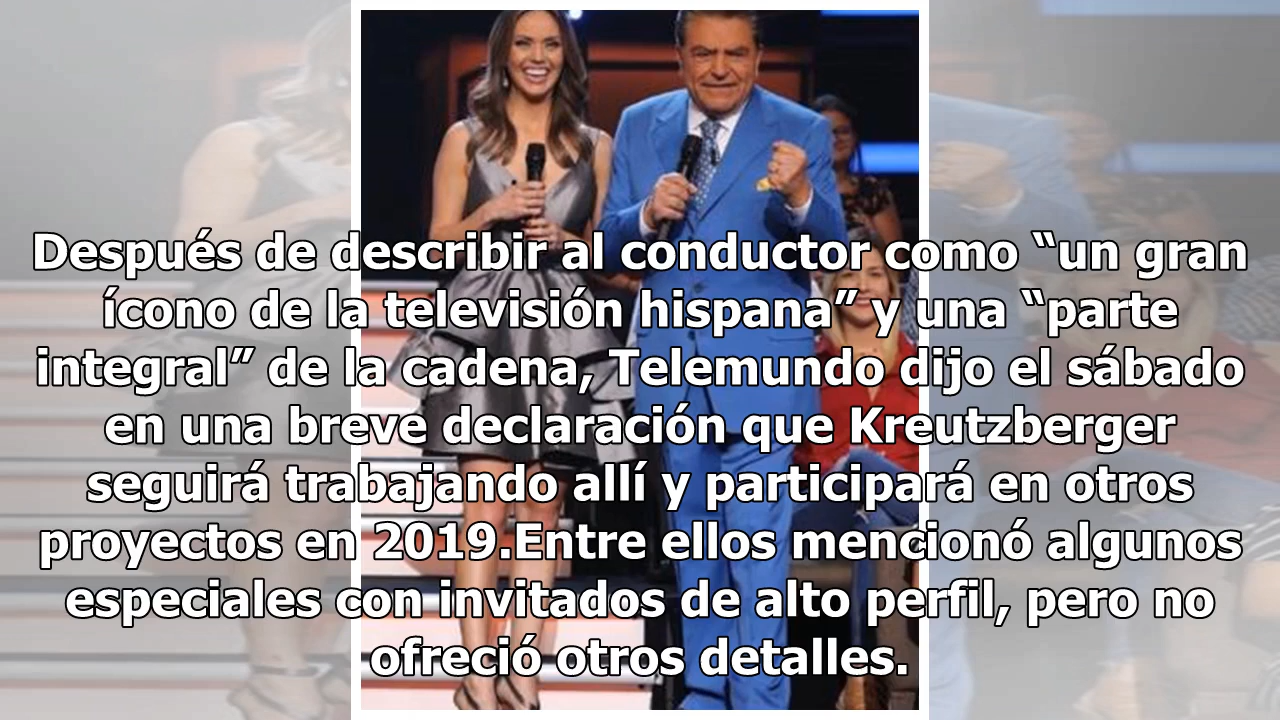 Después de describir al conductor como “un gran
ícono de la televisión hispana” y una “parte
integral” de la cadena, Telemundo dijo el sábado
en una breve declaración que Kreutzberger
seguirá trabajando allí y participará en otros
proyectos en 2019.Entre ellos mencionó algunos
especiales con invitados de alto perfil, pero no
ofreció otros detalles.